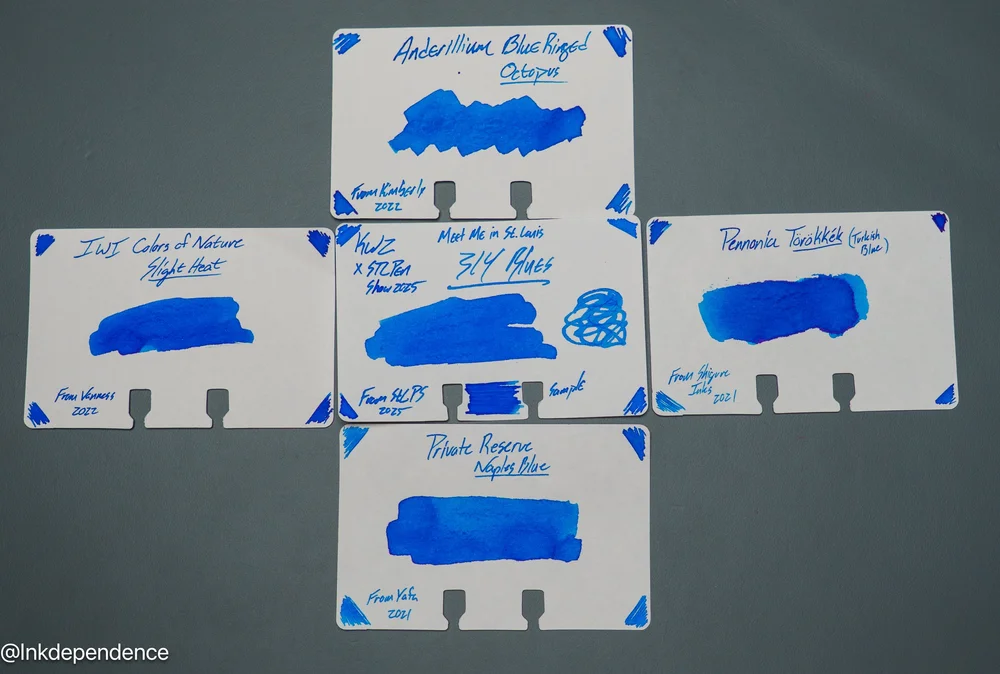 Anderillium Blue Ringed
Octopus
From Kimberly
2022
IWI Colors of Nature
Slight Heat
From Vanness
2022
KWZ
x STL Pen
Show 2025
Meet Me in St. Louis
314 Blues
From StLPS
2025
Sample
Pennonia Törökkék (Turkish
Blue)
From Shigure
Inks 2021
Private Reserve
Naples Blue
From Yafa
2021
@Inkdependence